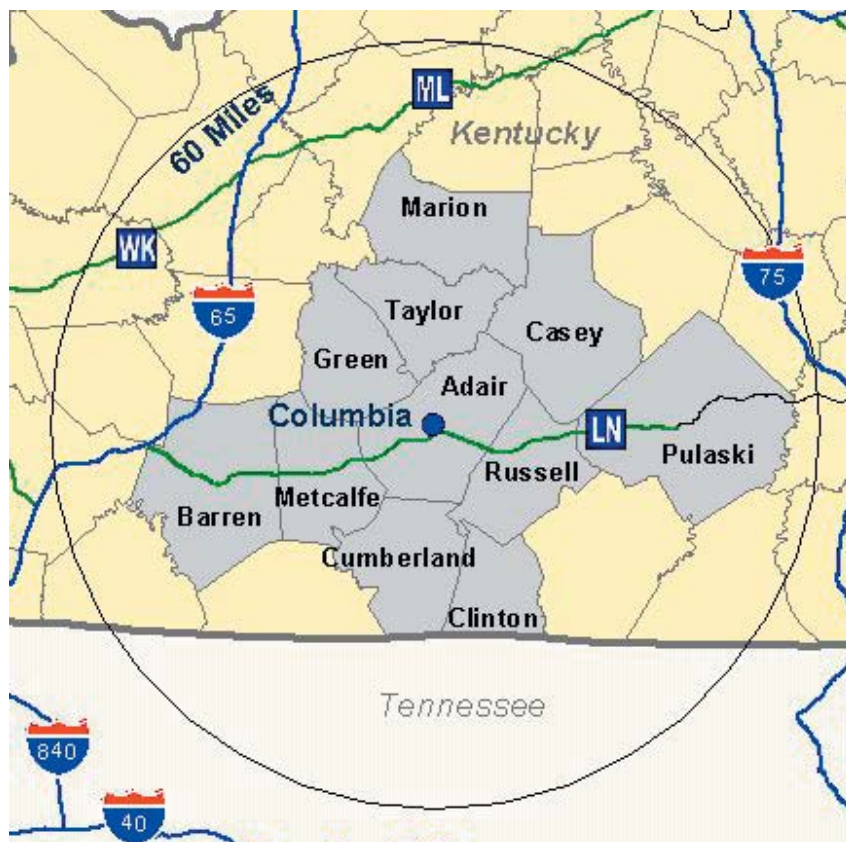 ML
60 Miles
Kentucky
Marion
WK
75
65
Taylor
Casey
Green
Adair
Columbia
LN
Pulaski
Russell
Metcalfe
Barren
Cumberland
Clinton
Tennessee
840
40